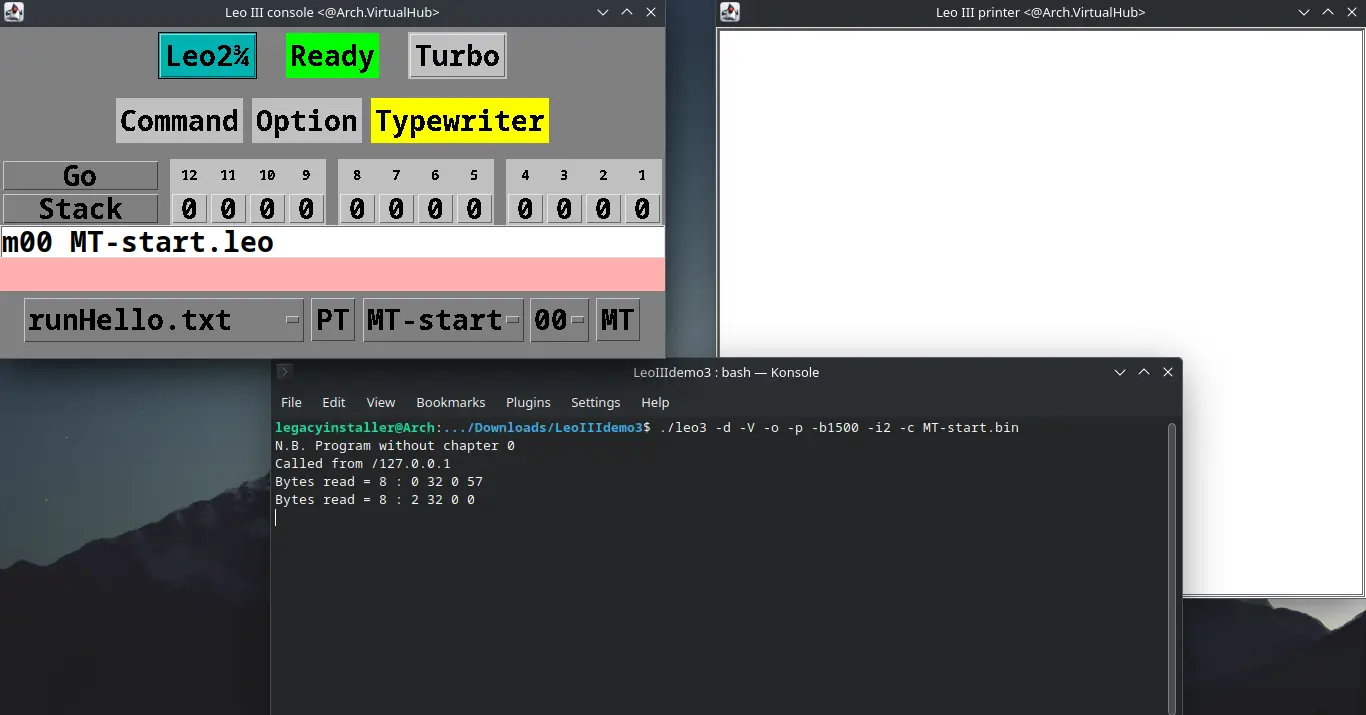 Leo III console <@Arch.VirtualHub>
Leo2¾ Ready Turbo
Command Option Typewriter
Go 12 11 10 9 8 7 6 5 4 3 2 1
Stack 0 0 0 0 0 0 0 0 0 0 0 0
m00 MT-start.leo
runHello.txt PT MT-start 00 MT
Leo III printer <@Arch.VirtualHub>
LeoIIIdemo3 : bash — Konsole
File Edit View Bookmarks Plugins Settings Help
legacyinstaller@Arch:.../Downloads/LeoIIIdemo3$ ./leo3 -d -V -o -p -b1500 -i2 -c MT-start.bin
N.B. Program without chapter 0
Called from /127.0.0.1
Bytes read = 8 : 0 32 0 57
Bytes read = 8 : 2 32 0 0